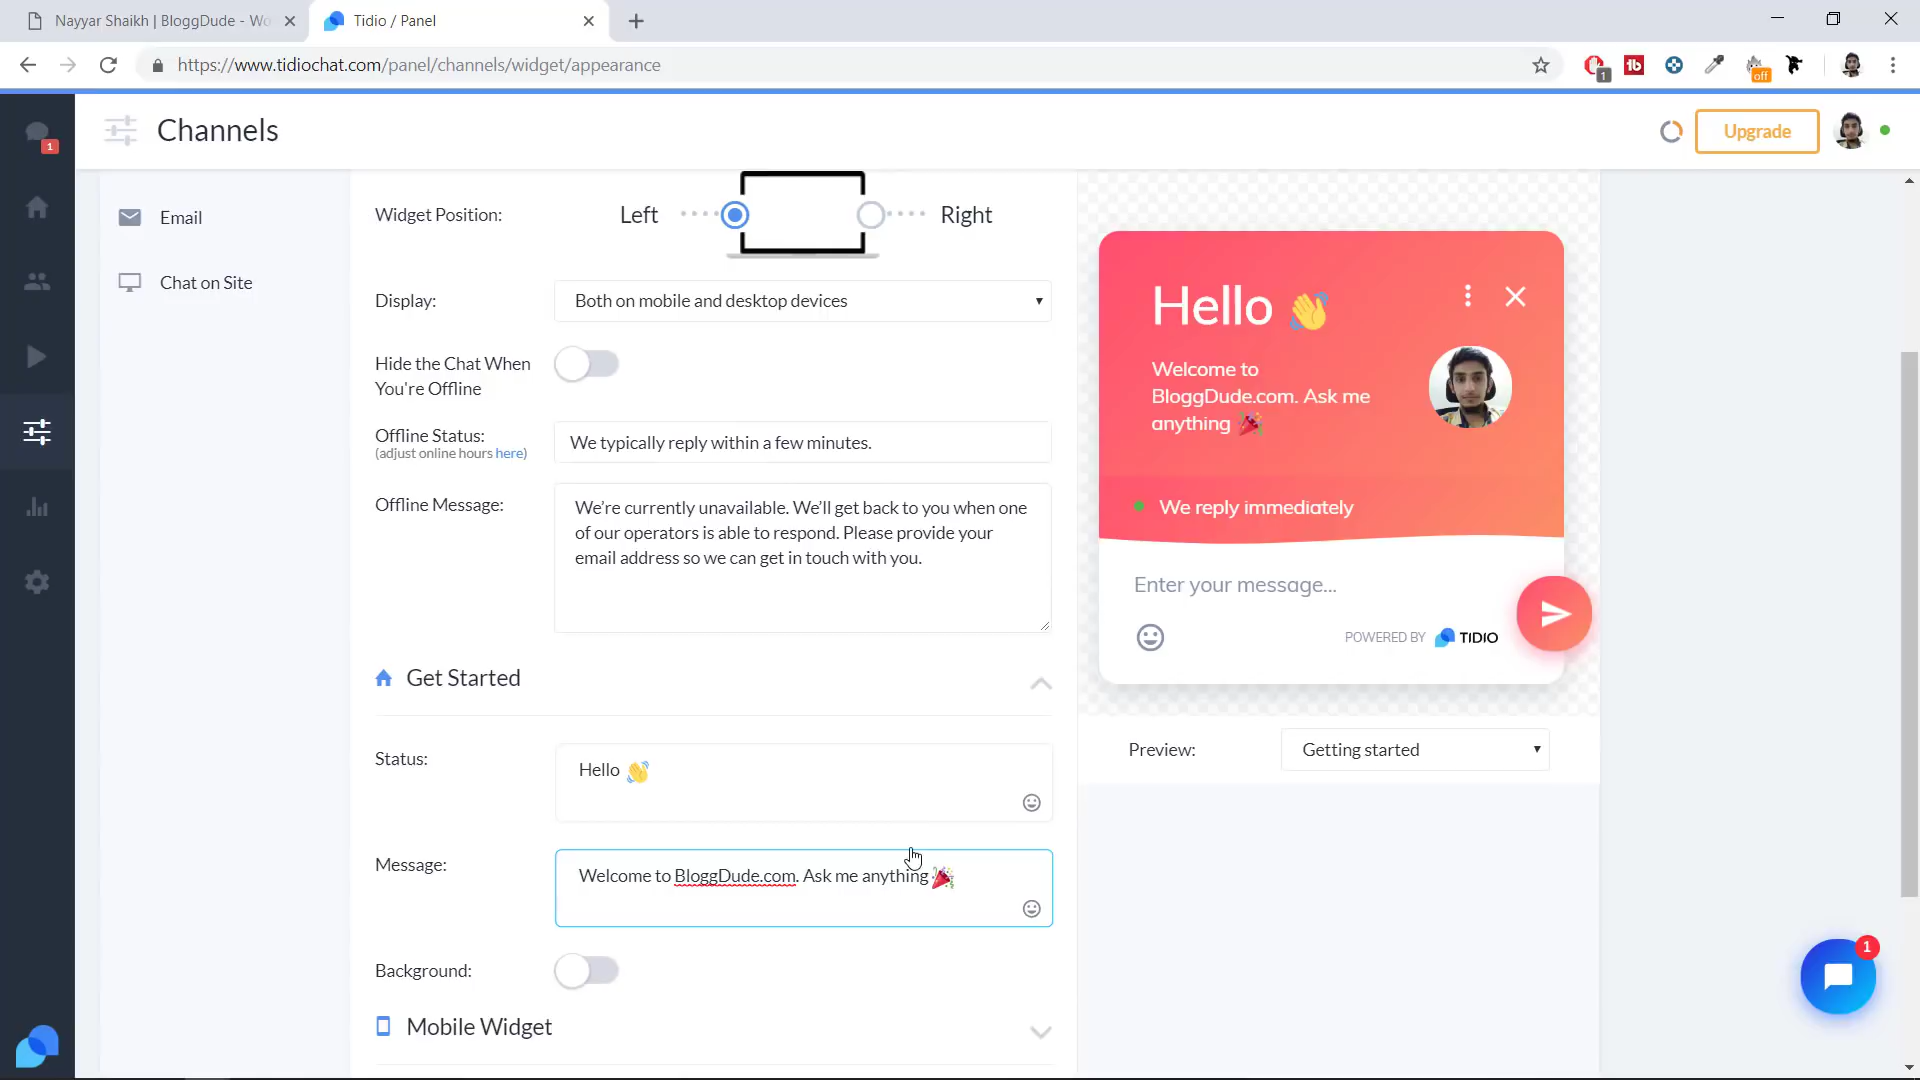 Nayyar Shaikh | BloggDude - Wo
Tidio / Panel
https://www.tidiochat.com/panel/channels/widget/appearance
1
off
1
Channels
Upgrade
Email
Chat on Site
Widget Position:
Left
Right
Display:
Both on mobile and desktop devices
Hide the Chat When
You're Offline
Offline Status:
(adjust online hours here)
We typically reply within a few minutes.
Offline Message:
We're currently unavailable. We'll get back to you when one
of our operators is able to respond. Please provide your
email address so we can get in touch with you.
Get Started
Status:
Hello 👋
Message:
Welcome to BloggDude.com. Ask me anything 🎉
Background:
Mobile Widget
Hello 👋
Welcome to
BloggDude.com. Ask me
anything 🎉
We reply immediately
Enter your message...
POWERED BY TIDIO
Preview:
Getting started
1